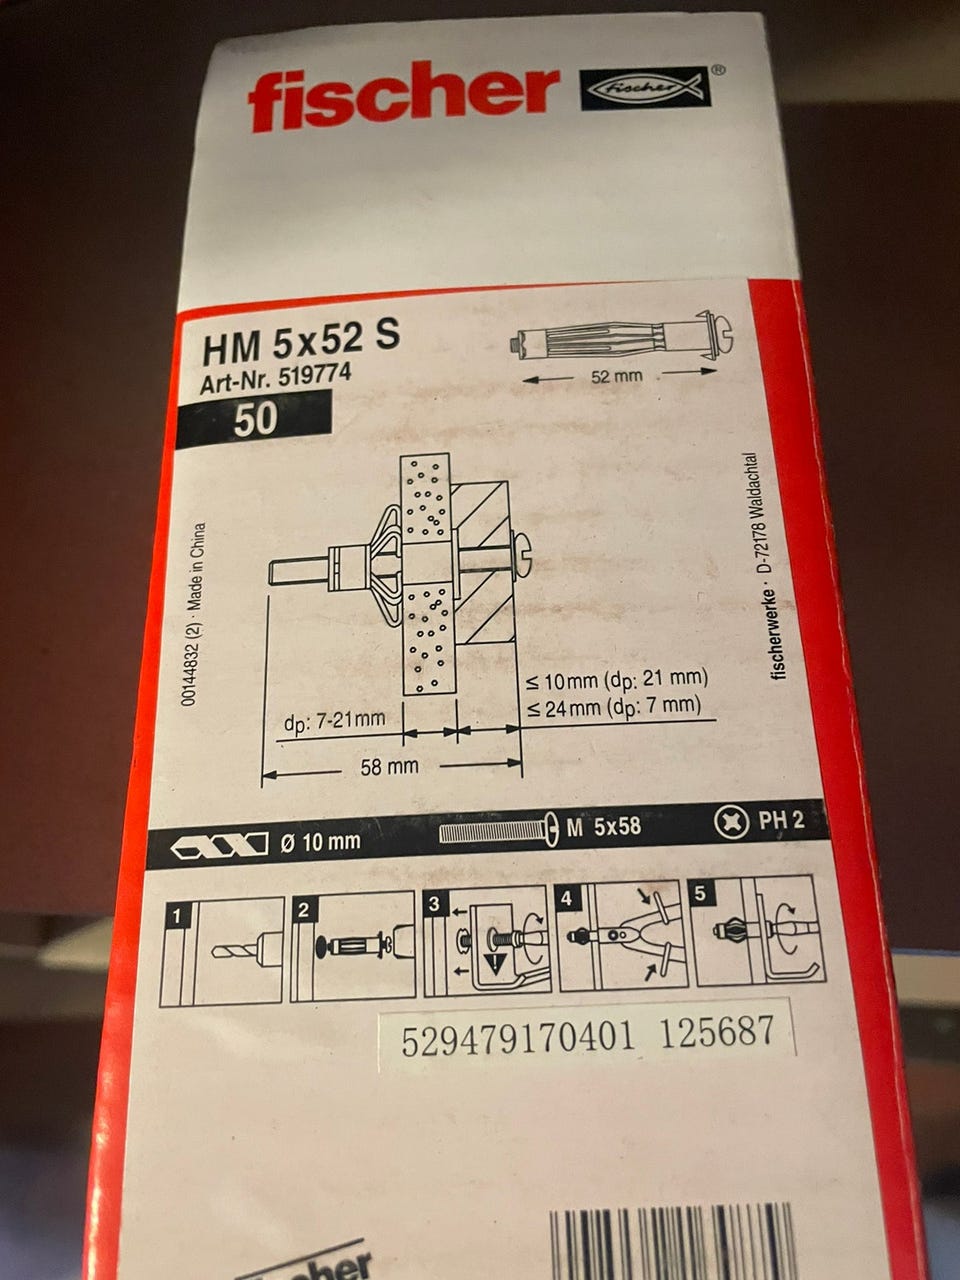 fischer
fischer ®
HM 5x52 S
Art-Nr. 519774
50
52 mm
00144832 (2) · Made in China
fischerwerke · D-72178 Waldachtal
≤ 10mm (dp: 21 mm)
≤ 24mm (dp: 7 mm)
dp: 7-21mm
58 mm
Ø 10 mm
M 5x58
PH 2
1
2
3
!
4
5
529479170401 125687